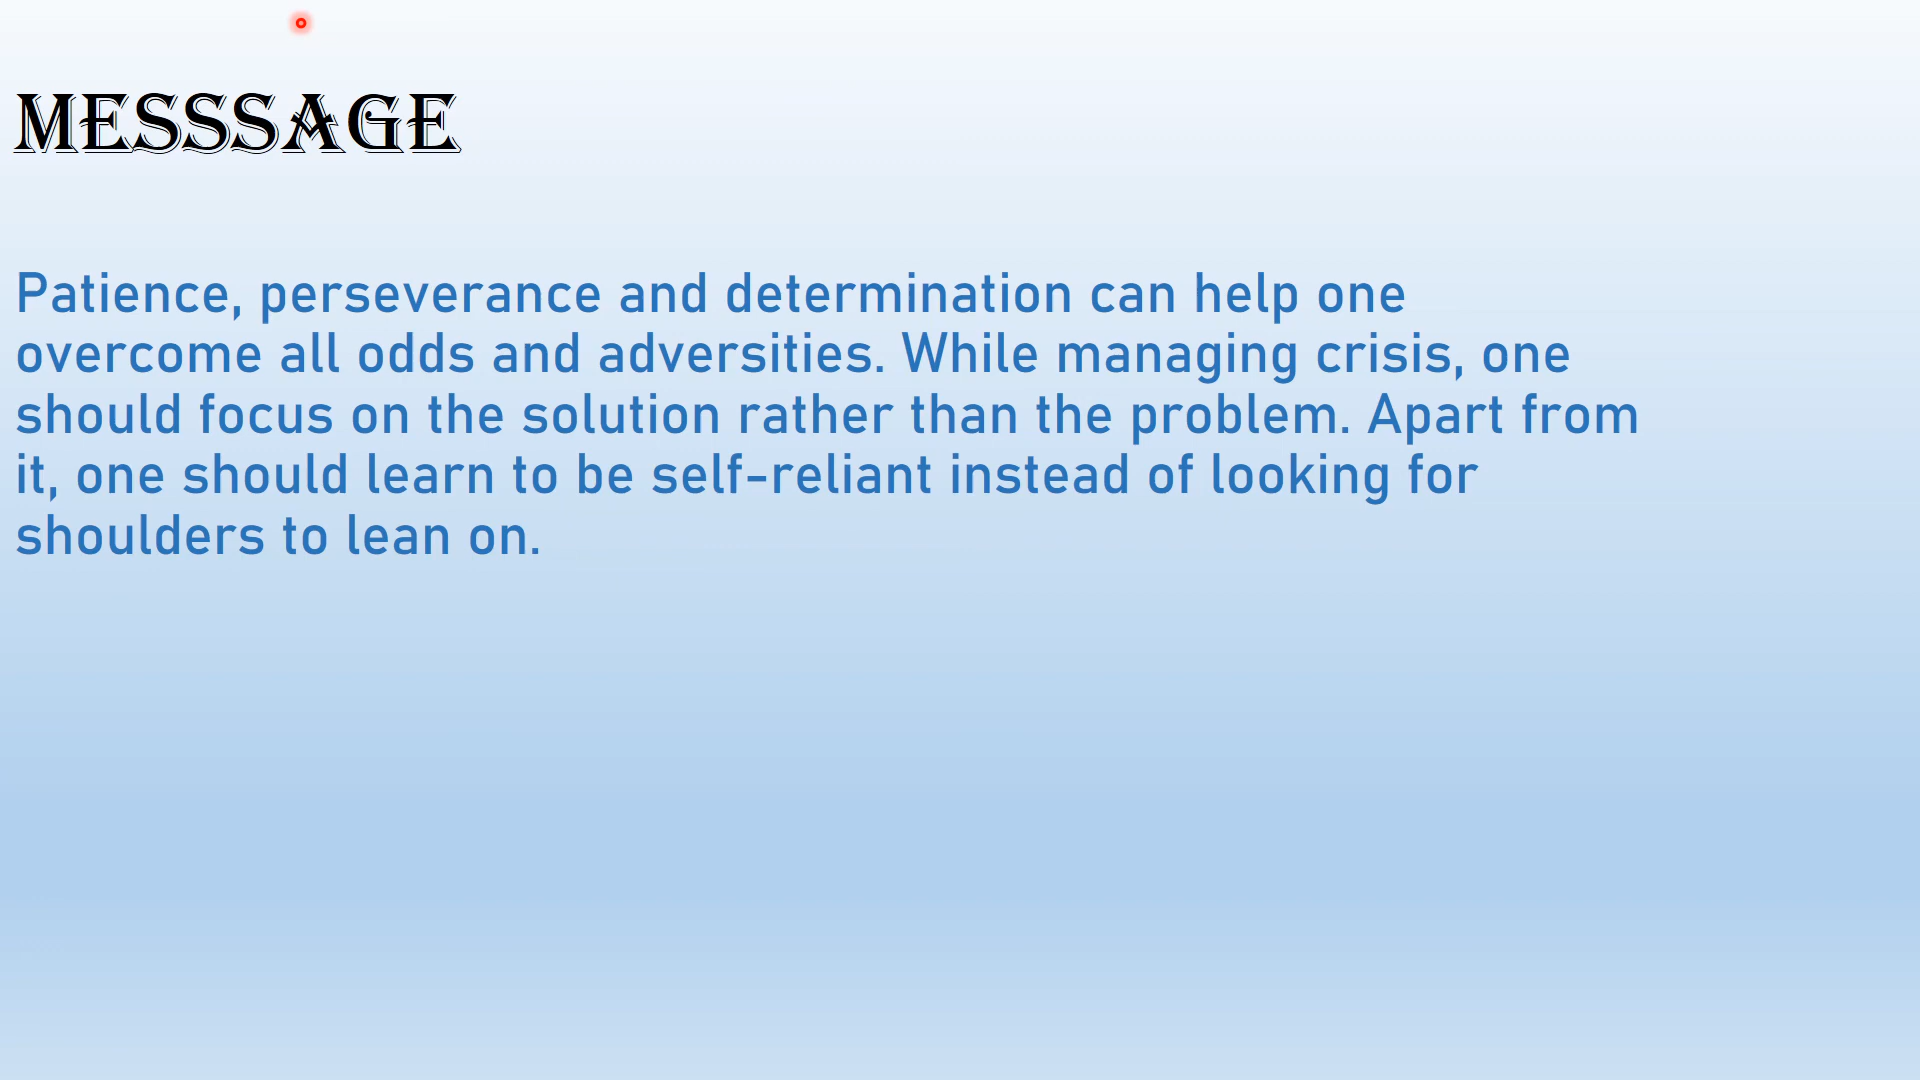 MESSSAGE
Patience, perseverance and determination can help one
overcome all odds and adversities. While managing crisis, one
should focus on the solution rather than the problem. Apart from
it, one should learn to be self-reliant instead of looking for
shoulders to lean on.